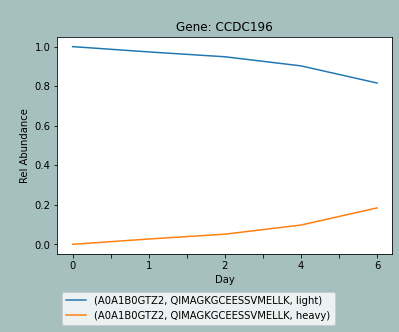 Gene: CCDC196
1.0
0.8
0.6
0.4
0.2
0.0
Rel Abundance
0 1 2 4 6
Day
(A0A1B0GTZ2, QIMAGKGCEESSVMELLK, light)
(A0A1B0GTZ2, QIMAGKGCEESSVMELLK, heavy)